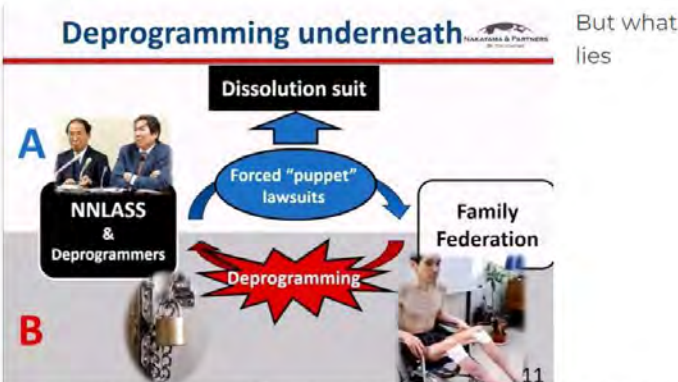 Deprogramming underneath
NAKAYAMA & PARTNERS
Dissolution suit
A
Forced "puppet"
lawsuits
NNLASS
&
Deprogrammers
Family
Federation
Deprogramming
B
11
But what
lies